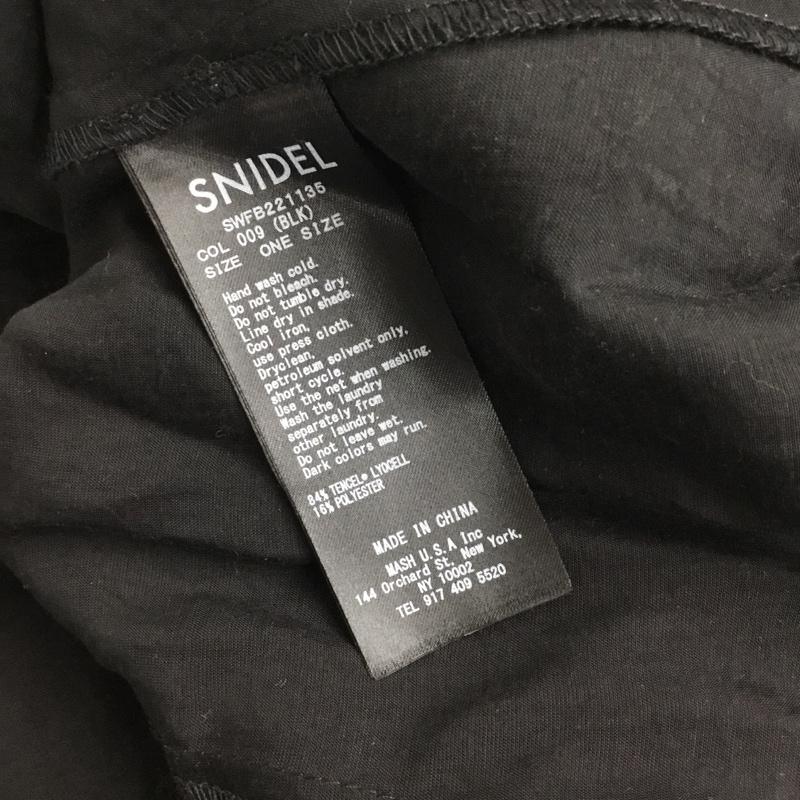 SNIDEL
SWFB221135
COL 009 (BLK)
SIZE ONE SIZE
Hand wash cold.
Do not bleach.
Do not tumble dry.
Line dry in shade.
Cool iron,
use press cloth.
Dryclean,
petroleum solvent only,
short cycle.
Use the net when washing.
Wash the laundry
separately from
other laundry.
Do not leave wet.
Dark colors may run.
84% TENCEL® LYOCELL
16% POLYESTER
MADE IN CHINA
MASH U.S.A Inc
144 Orchard St, New York,
NY 10002
TEL 917 409 5520